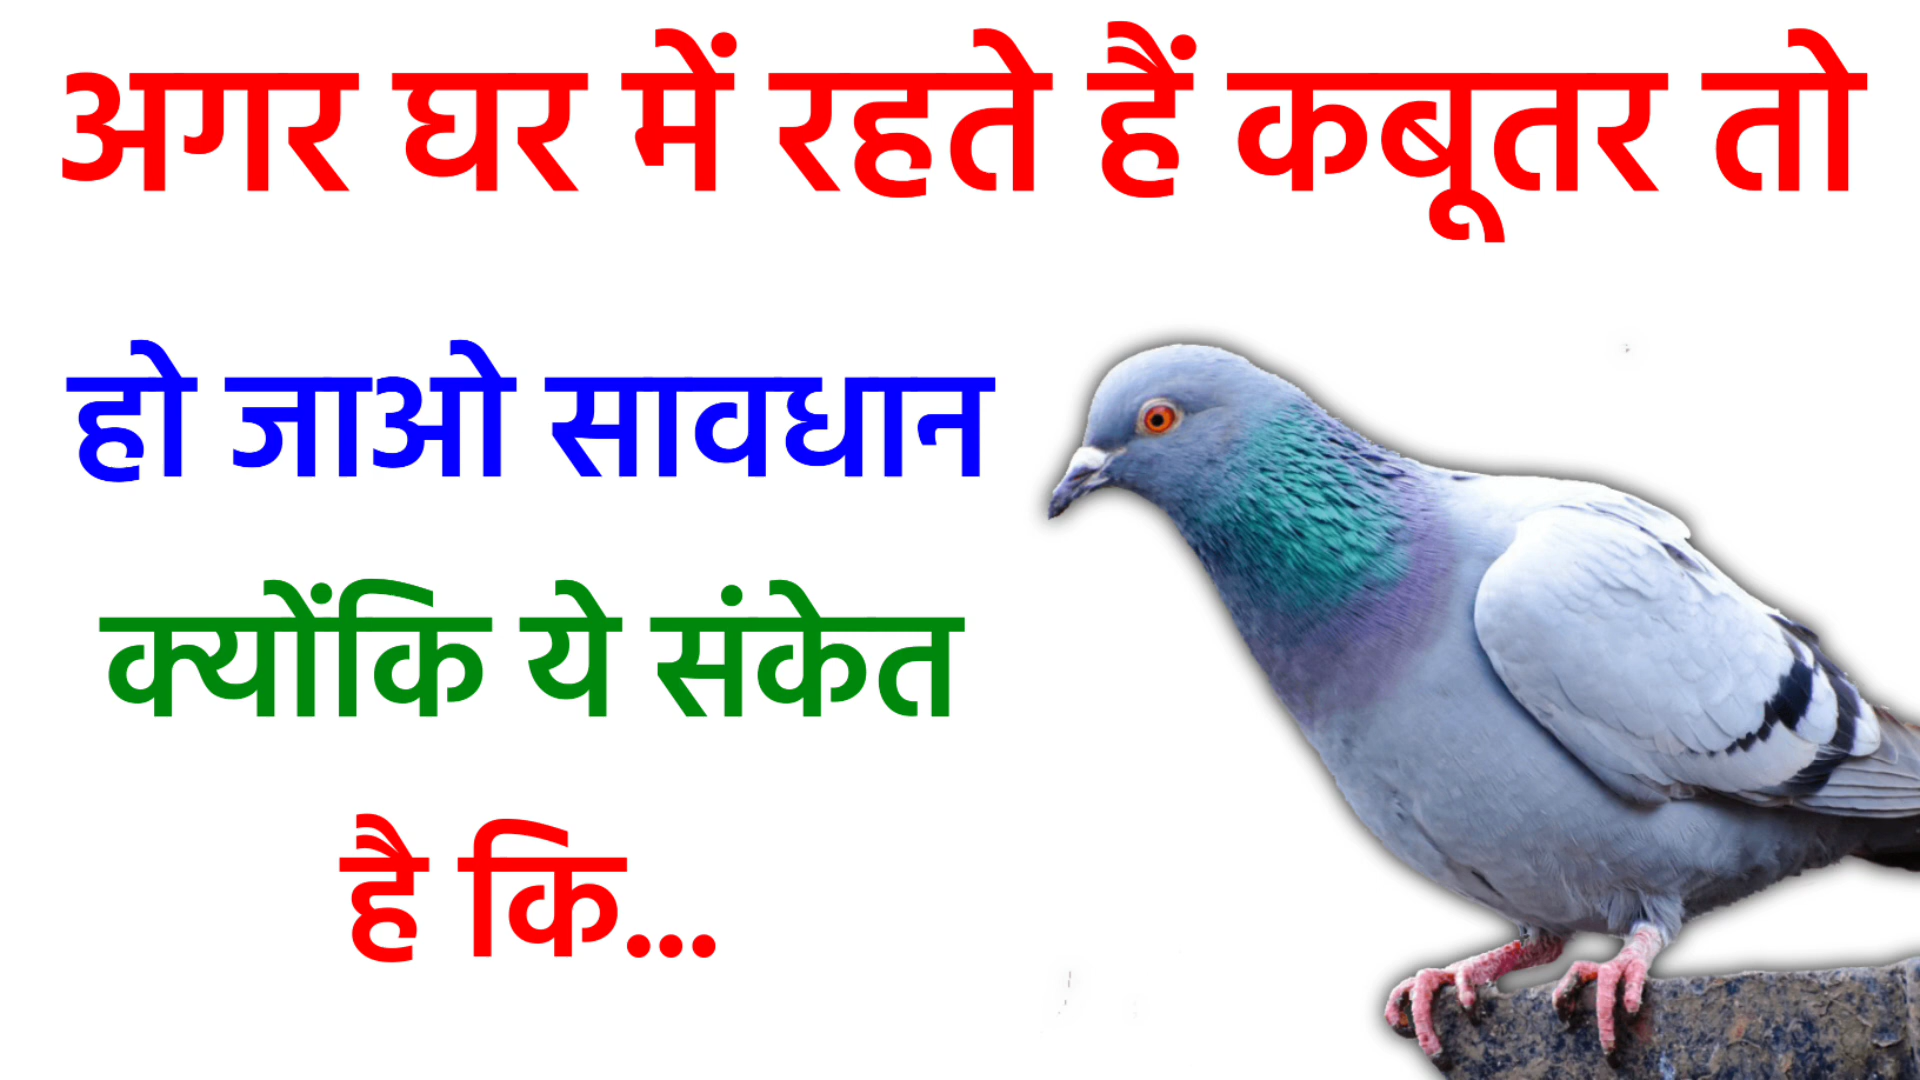 अगर घर में रहते हैं कबूतर तो
हो जाओ सावधान
क्योंकि ये संकेत
है कि...